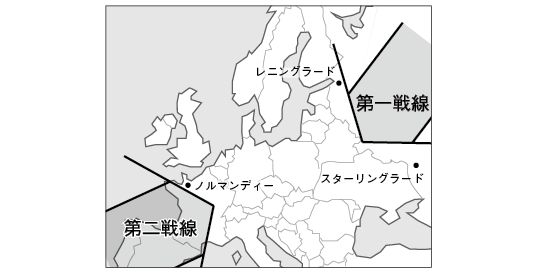 レニングラード
第一戦線
スターリングラード
ノルマンディー
第二戦線